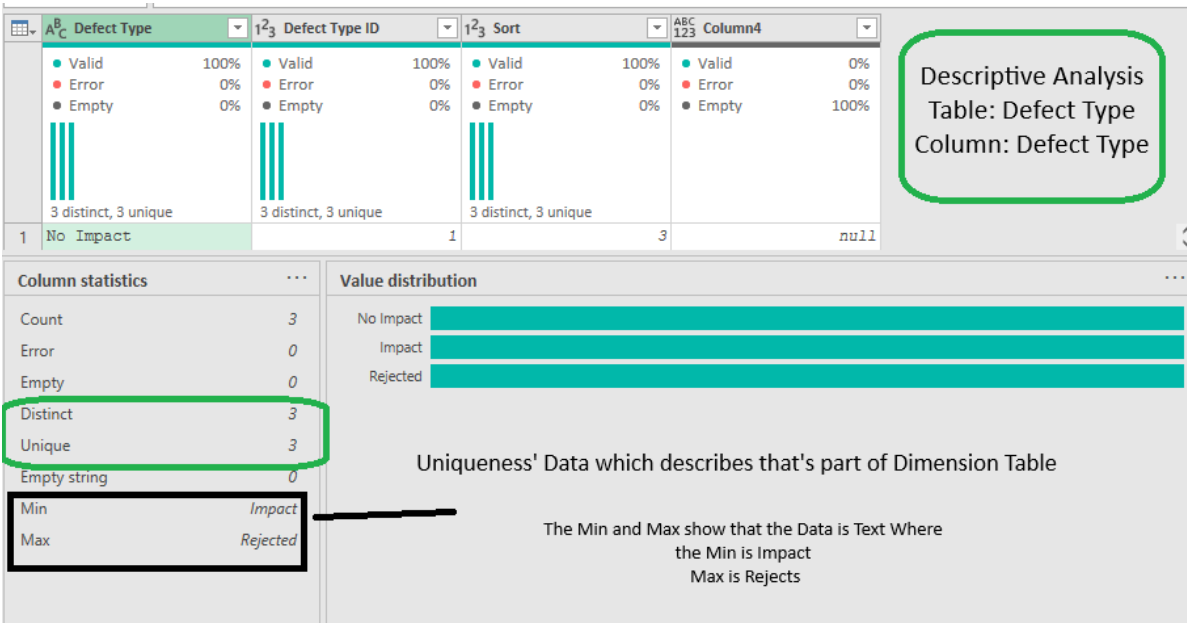 ABC Defect Type
123 Defect Type ID
123 Sort
ABC 123 Column4
Valid 100%
Error 0%
Empty 0%
3 distinct, 3 unique
Valid 100%
Error 0%
Empty 0%
3 distinct, 3 unique
Valid 100%
Error 0%
Empty 0%
3 distinct, 3 unique
Valid 0%
Error 0%
Empty 100%
Descriptive Analysis
Table: Defect Type
Column: Defect Type
1 No Impact 1 3 null
Column statistics ...
Count 3
Error 0
Empty 0
Distinct 3
Unique 3
Empty string 0
Min Impact
Max Rejected
Value distribution ...
No Impact
Impact
Rejected
Uniqueness' Data which describes that's part of Dimension Table
The Min and Max show that the Data is Text Where
the Min is Impact
Max is Rejects